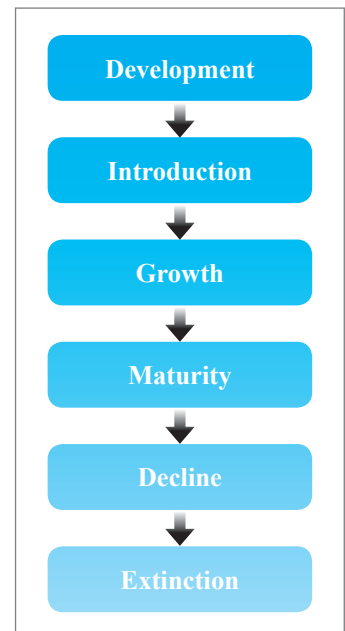 Development
Introduction
Growth
Maturity
Decline
Extinction